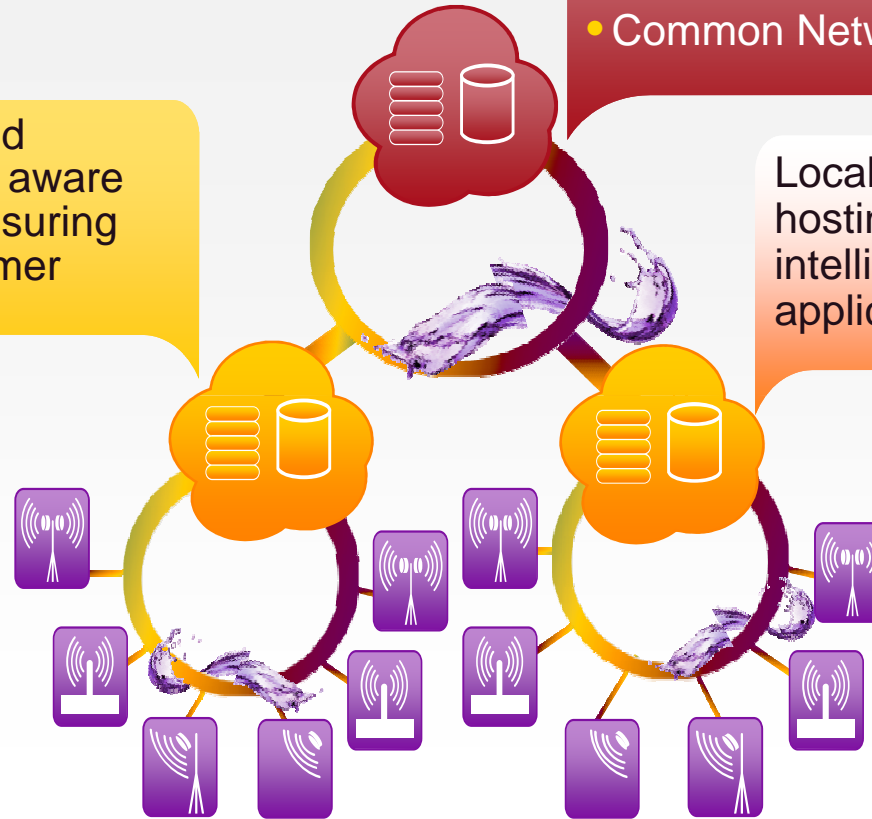 • Common Netw
d
aware
suring
mer
Local
hostin
intelli
applic